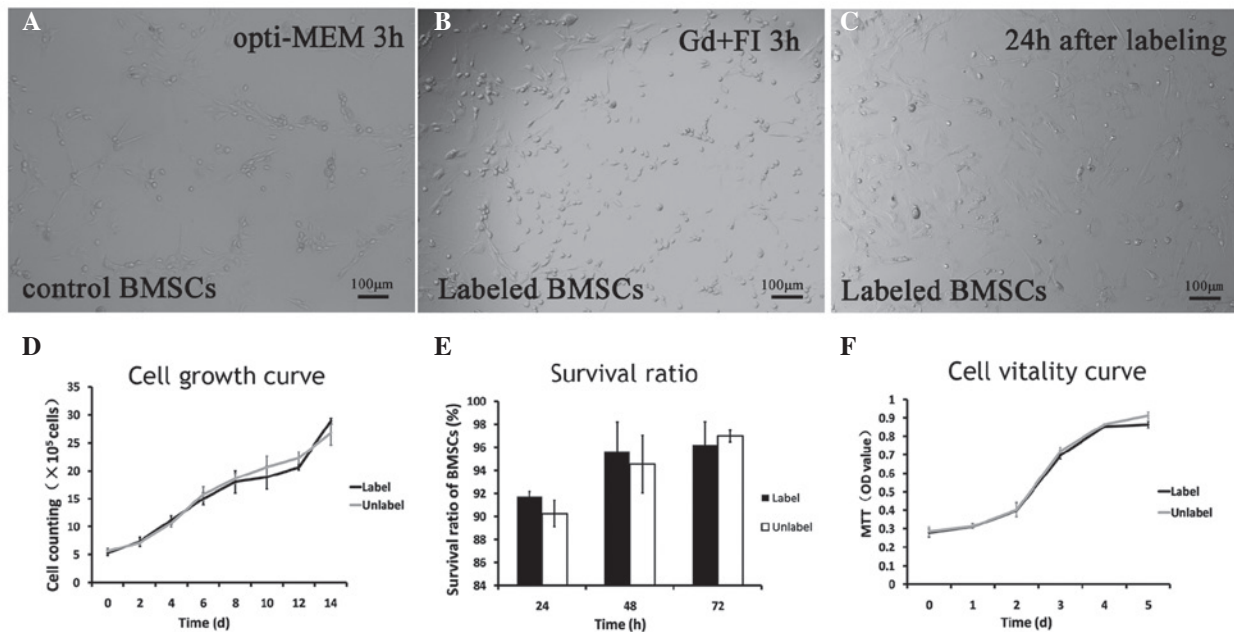 A
opti-MEM 3h
control BMSCs
100μm
B
Gd+FI 3h
Labeled BMSCs
100μm
C
24h after labeling
Labeled BMSCs
100μm
D
Cell growth curve
Cell counting (×10⁵ cells)
35
30
25
20
15
10
5
0
0 2 4 6 8 10 12 14
Time (d)
Label
Unlabel
E
Survival ratio
Survival ratio of BMSCs (%)
100
98
96
94
92
91
88
86
84
24 48 72
Time (h)
Label
Unlabel
F
Cell vitality curve
MTT (OD value)
1
0.9
0.8
0.7
0.6
0.5
0.4
0.3
0.2
0.1
0
0 1 2 3 4 5
Time (d)
Label
Unlabel